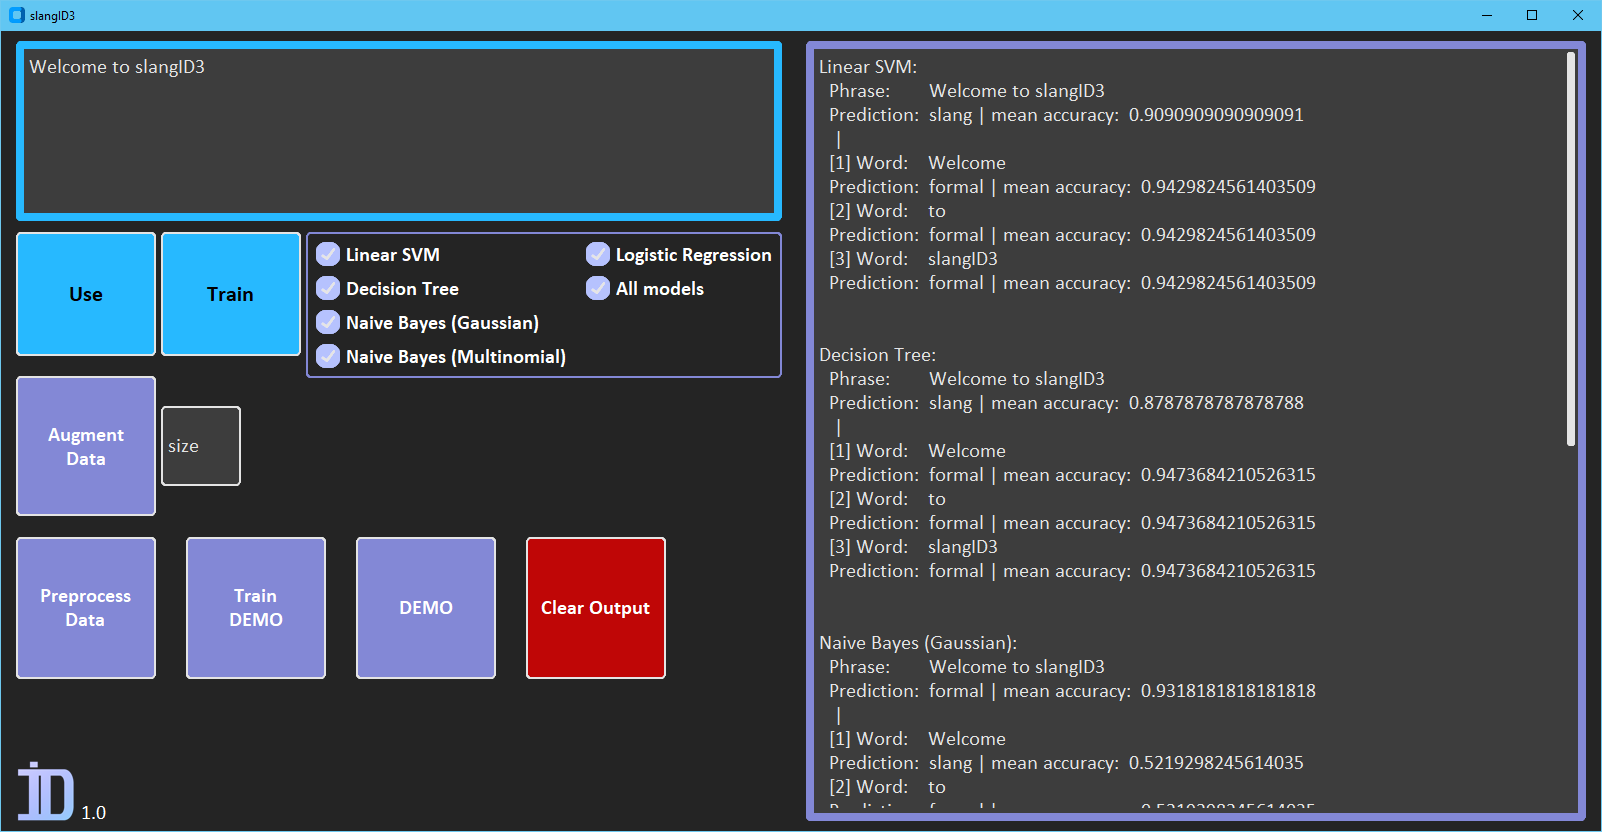 slangID3
Welcome to slangID3
Use
Train
Linear SVM
Decision Tree
Naive Bayes (Gaussian)
Naive Bayes (Multinomial)
Logistic Regression
All models
Augment
Data
size
Preprocess
Data
Train
DEMO
DEMO
Clear Output
ID 1.0
Linear SVM:
Phrase: Welcome to slangID3
Prediction: slang | mean accuracy: 0.9090909090909091
|
[1] Word: Welcome
Prediction: formal | mean accuracy: 0.9429824561403509
[2] Word: to
Prediction: formal | mean accuracy: 0.9429824561403509
[3] Word: slangID3
Prediction: formal | mean accuracy: 0.9429824561403509
Decision Tree:
Phrase: Welcome to slangID3
Prediction: slang | mean accuracy: 0.8787878787878788
|
[1] Word: Welcome
Prediction: formal | mean accuracy: 0.9473684210526315
[2] Word: to
Prediction: formal | mean accuracy: 0.9473684210526315
[3] Word: slangID3
Prediction: formal | mean accuracy: 0.9473684210526315
Naive Bayes (Gaussian):
Phrase: Welcome to slangID3
Prediction: formal | mean accuracy: 0.9318181818181818
|
[1] Word: Welcome
Prediction: slang | mean accuracy: 0.5219298245614035
[2] Word: to